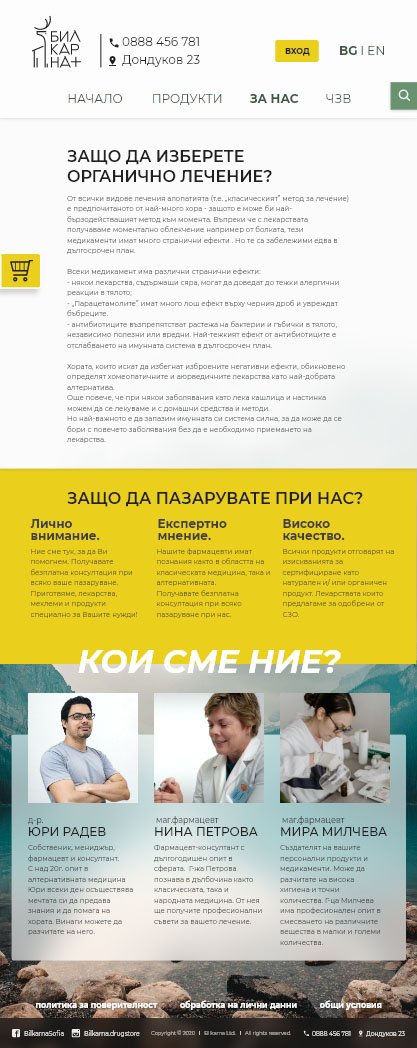 БИЛ
КАР
НА+
0888 456 781
Дондуков 23
ВХОД
BG | EN
НАЧАЛО ПРОДУКТИ ЗА НАС ЧЗВ
ЗАЩО ДА ИЗБЕРЕТЕ
ОРГАНИЧНО ЛЕЧЕНИЕ?
От всички видове лечения алопатията (т.е. „класическият" метод за лечение)
е предпочитаното от най-много хора - защото е може би най-
бързодействащият метод към момента. Въпреки че с лекарствата
получаваме моментално облекчение например от болката, тези
медикаменти имат много странични ефекти . Но те са забележими едва в
дългосрочен план.
Всеки медикамент има различни странични ефекти:
- някои лекарства, съдържащи сяра, могат да доведат до тежки алергични
реакции в тялото;
- „Парацетамолите" имат много лош ефект върху черния дроб и увреждат
бъбреците.
- антибиотиците възпрепятстват растежа на бактерии и гъбички в тялото,
независимо полезни или вредни. Най-тежкият ефект от антибиотиците е
отслабването на имунната система в дългосрочен план.
Хората, които искат да избегнат изброените негативни ефекти, обикновено
определят хомеопатичните и аюрведичните лекарства като най-добрата
алтернатива.
Още повече, че при някои заболявания като лека кашлица и настинка
можем да се лекуваме и с домашни средства и методи.
Но най-важното е да запазим имунната си система силна, за да може да се
бори с повечето заболявания без да е необходимо приемането на
лекарства.
ЗАЩО ДА ПАЗАРУВАТЕ ПРИ НАС?
Лично
внимание.
Ние сме тук, за да Ви
помогнем. Получавате
безплатна консултация при
всяко ваше пазаруване.
Приготвяме, лекарства,
мехлеми и продукти
специално за Вашите нужди!
Експертно
мнение.
Нашите фармацевти имат
познания както в областта на
класическата медицина, така и
алтернативната.
Получавате безплатна
консултация при всяко
пазаруване при нас.
Високо
качество.
Всички продукти отговарят на
изискванията за
сертифициране като
натурален и/ или органичен
продукт. Лекарствата които
предлагаме за одобрени от
СЗО.
КОИ СМЕ НИЕ?
д-р.
ЮРИ РАДЕВ
Собственик, мениджър,
фармацевт и консултант.
С над 20г. опит в
алтернативната медицина
Юри всеки ден осъществява
мечтата си да предава
знания и да помага на
хората. Винаги можете да
разчитате на него.
маг.фармацевт
НИНА ПЕТРОВА
Фармацевт-консултант с
дългогодишен опит в
сферата. Г-жа Петрова
познава в дълбочина както
класическата, така и
народната медицина. От нея
ще получите професионални
съвети за вашето лечение.
маг.фармацевт
МИРА МИЛЧЕВА
Създателят на вашите
персонални продукти и
медикаменти. Може да
разчитате на висока
хигиена и точни
количества. Г-ца Милчева
има професионален опит в
смесването на различните
вещества в малки и големи
количества.
политика за поверителност обработка на лични данни общи условия
BilkarnaSofia Bilkarna.drugstore Copyright © 2020 | Bilkarna Ltd. | All rights reserved. 0888 456 781 Дондуков 23